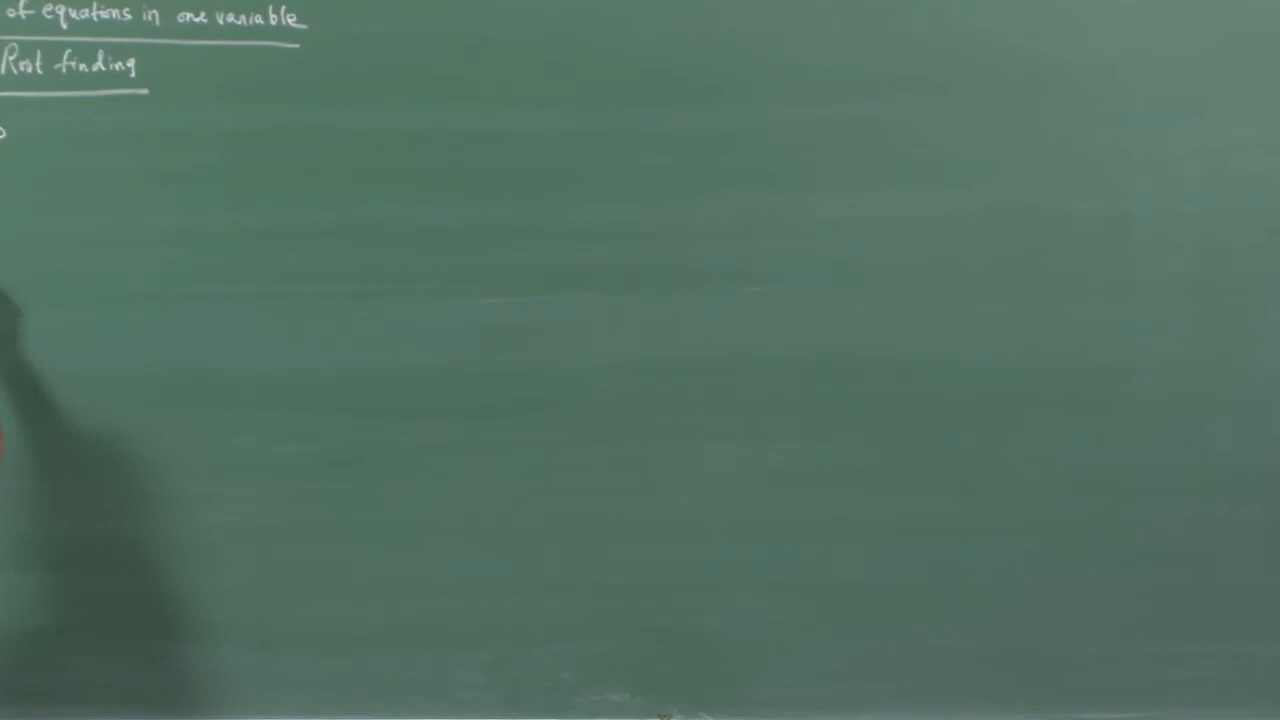 of equations in one variable
Root finding